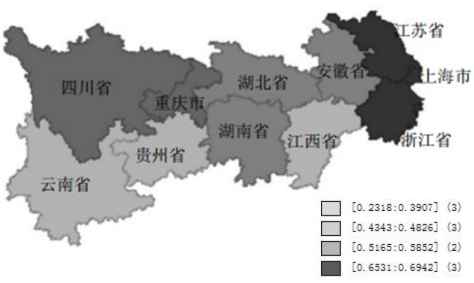 江苏省
四川省
湖北省
安徽省
上海市
重庆市
湖南省
江西省
浙江省
贵州省
云南省
[0.2318:0.3907] (3)
[0.4343:0.4826] (3)
[0.5165:0.5852] (2)
[0.6531:0.6942] (3)